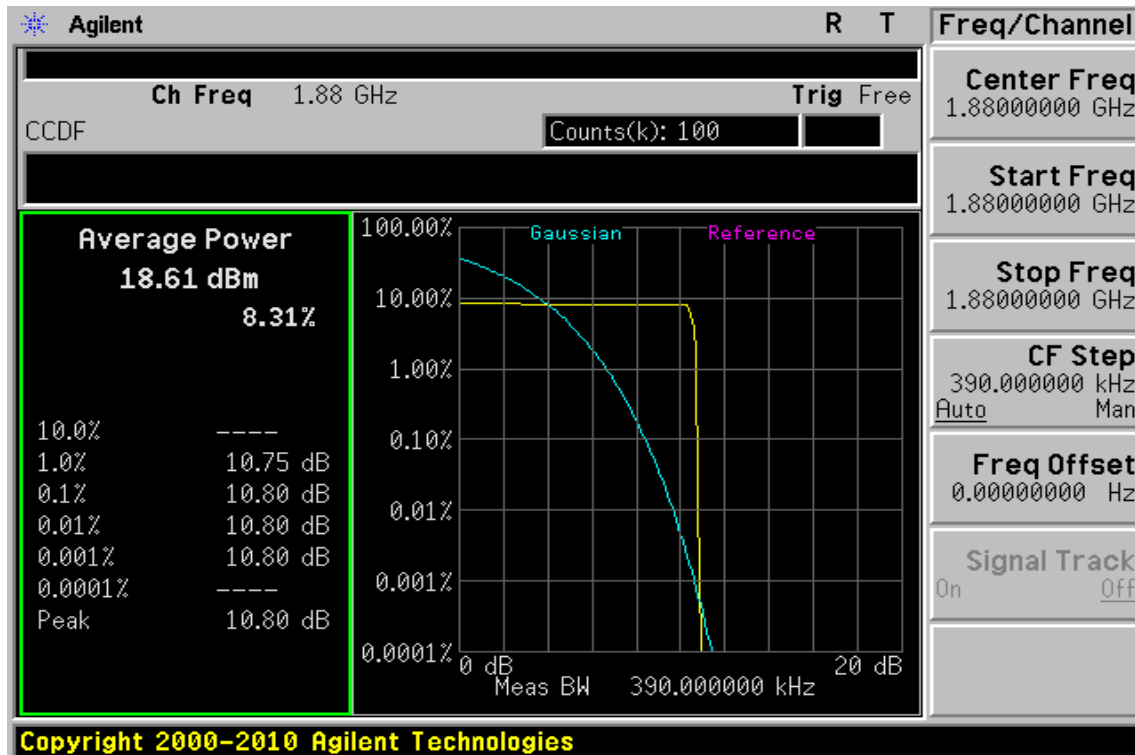 Agilent R T Freq/Channel
Ch Freq 1.88 GHz Trig Free
CCDF Counts(k): 100
Center Freq
1.88000000 GHz
Start Freq
1.88000000 GHz
Stop Freq
1.88000000 GHz
CF Step
390.000000 kHz
Auto Man
Freq Offset
0.00000000 Hz
Signal Track
On Off
Average Power
18.61 dBm
8.31%
10.0% ----
1.0% 10.75 dB
0.1% 10.80 dB
0.01% 10.80 dB
0.001% 10.80 dB
0.0001% ----
Peak 10.80 dB
Gaussian Reference
100.00%
10.00%
1.00%
0.10%
0.01%
0.001%
0.0001%
0 dB 20 dB
Meas BW 390.000000 kHz
Copyright 2000-2010 Agilent Technologies